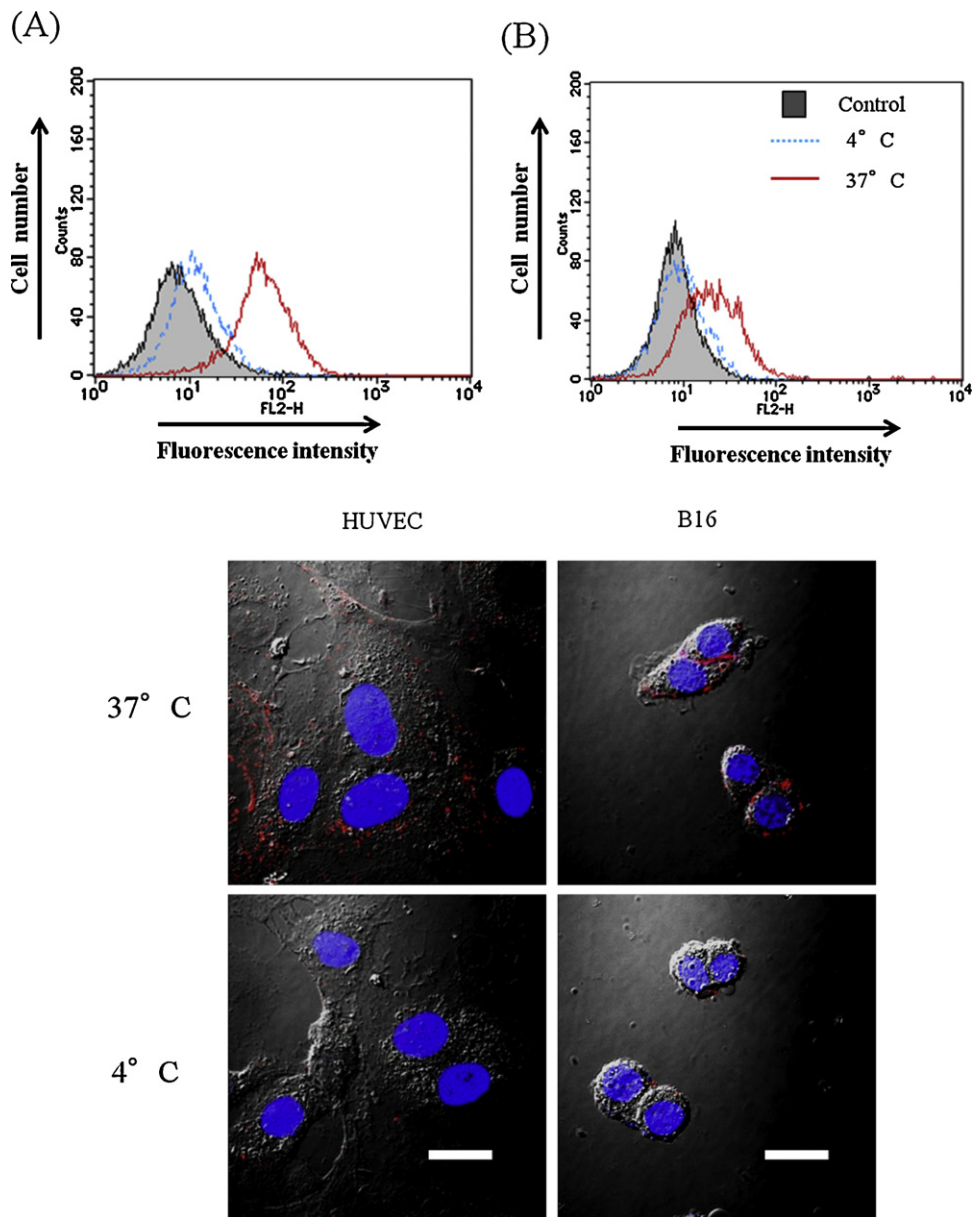 (A)
200
160
120
80
40
0
Counts
Cell number
10^0 10^1 10^2 10^3 10^4
FL2-H
Fluorescence intensity
(B)
200
160
120
80
40
0
Counts
Cell number
Control
4° C
37° C
10^0 10^1 10^2 10^3 10^4
FL2-H
Fluorescence intensity
HUVEC B16
37° C
4° C